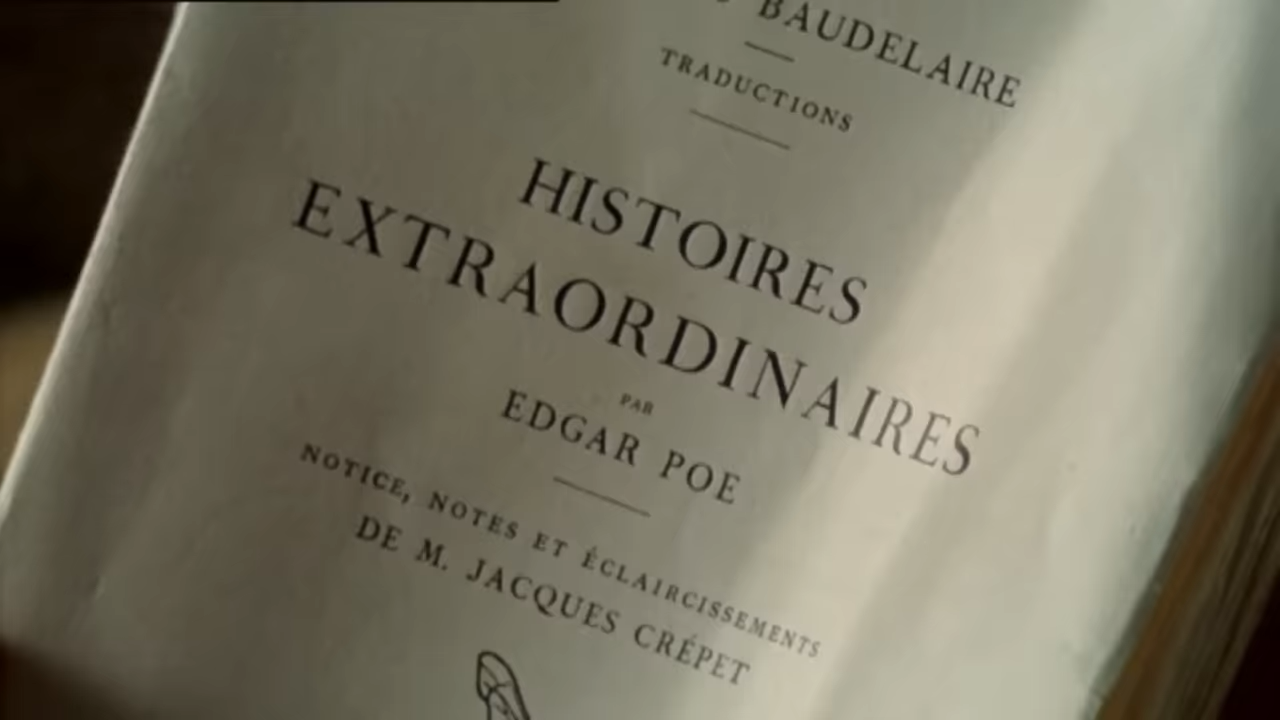 BAUDELAIRE
TRADUCTIONS
HISTOIRES
EXTRAORDINAIRES
PAR
EDGAR POE
NOTICE, NOTES ET ÉCLAIRCISSEMENTS
DE M. JACQUES CRÉPET